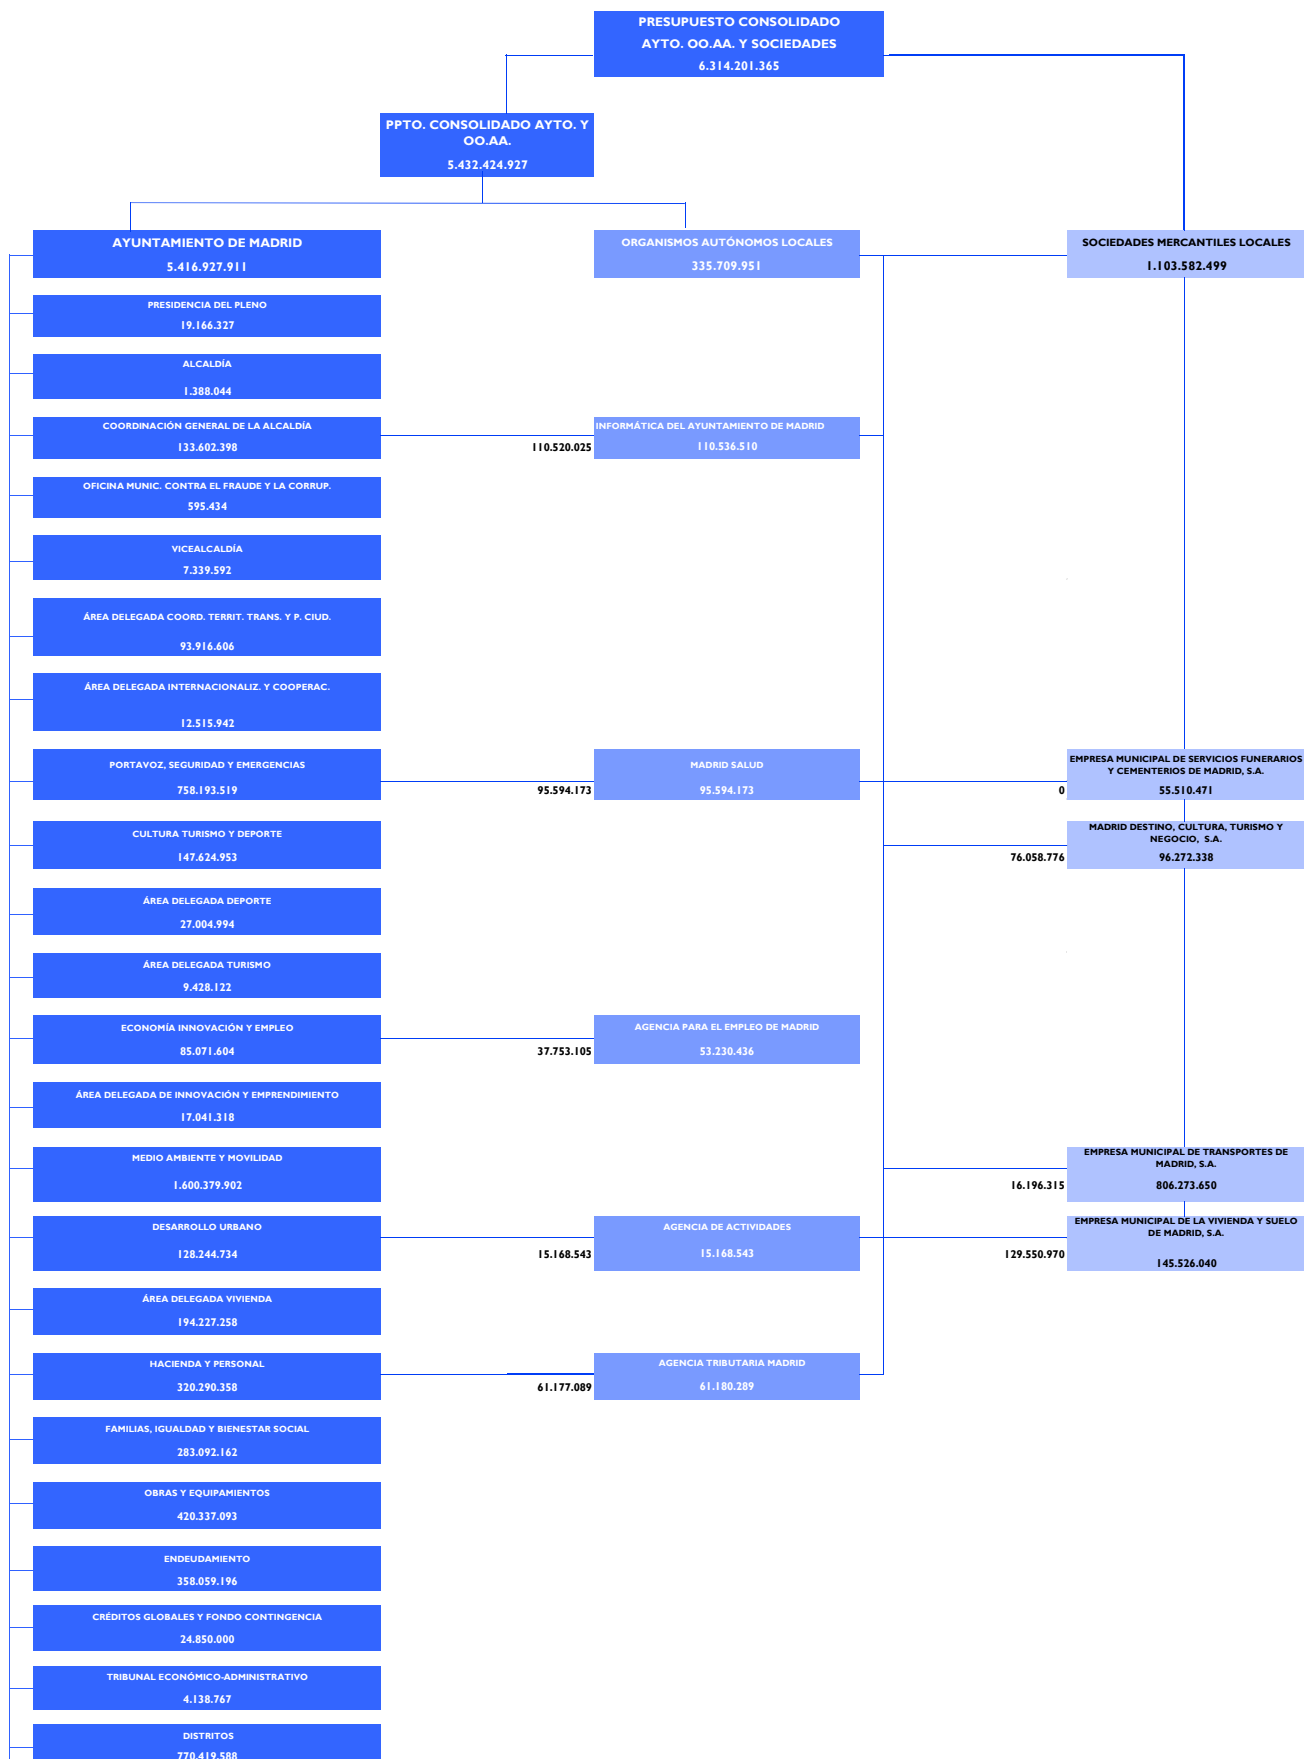 PRESUPUESTO CONSOLIDADO
AYTO. OO.AA. Y SOCIEDADES
6.314.201.365
PPTO. CONSOLIDADO AYTO. Y
OO.AA.
5.432.424.927
AYUNTAMIENTO DE MADRID
5.416.927.911
ORGANISMOS AUTÓNOMOS LOCALES
335.709.951
SOCIEDADES MERCANTILES LOCALES
1.103.582.499
PRESIDENCIA DEL PLENO
19.166.327
ALCALDÍA
1.388.044
COORDINACIÓN GENERAL DE LA ALCALDÍA
133.602.398
110.520.025
INFORMÁTICA DEL AYUNTAMIENTO DE MADRID
110.536.510
OFICINA MUNIC. CONTRA EL FRAUDE Y LA CORRUP.
595.434
VICEALCALDÍA
7.339.592
ÁREA DELEGADA COORD. TERRIT. TRANS. Y P. CIUD.
93.916.606
ÁREA DELEGADA INTERNACIONALIZ. Y COOPERAC.
12.515.942
PORTAVOZ, SEGURIDAD Y EMERGENCIAS
758.193.519
95.594.173
MADRID SALUD
95.594.173
0
EMPRESA MUNICIPAL DE SERVICIOS FUNERARIOS
Y CEMENTERIOS DE MADRID, S.A.
55.510.471
CULTURA TURISMO Y DEPORTE
147.624.953
76.058.776
MADRID DESTINO, CULTURA, TURISMO Y
NEGOCIO, S.A.
96.272.338
ÁREA DELEGADA DEPORTE
27.004.994
ÁREA DELEGADA TURISMO
9.428.122
ECONOMÍA INNOVACIÓN Y EMPLEO
85.071.604
37.753.105
AGENCIA PARA EL EMPLEO DE MADRID
53.230.436
ÁREA DELEGADA DE INNOVACIÓN Y EMPRENDIMIENTO
17.041.318
MEDIO AMBIENTE Y MOVILIDAD
1.600.379.902
16.196.315
EMPRESA MUNICIPAL DE TRANSPORTES DE
MADRID, S.A.
806.273.650
DESARROLLO URBANO
128.244.734
15.168.543
AGENCIA DE ACTIVIDADES
15.168.543
129.550.970
EMPRESA MUNICIPAL DE LA VIVIENDA Y SUELO
DE MADRID, S.A.
145.526.040
ÁREA DELEGADA VIVIENDA
194.227.258
HACIENDA Y PERSONAL
320.290.358
61.177.089
AGENCIA TRIBUTARIA MADRID
61.180.289
FAMILIAS, IGUALDAD Y BIENESTAR SOCIAL
283.092.162
OBRAS Y EQUIPAMIENTOS
420.337.093
ENDEUDAMIENTO
358.059.196
CRÉDITOS GLOBALES Y FONDO CONTINGENCIA
24.850.000
TRIBUNAL ECONÓMICO-ADMINISTRATIVO
4.138.767
DISTRITOS
770.419.588